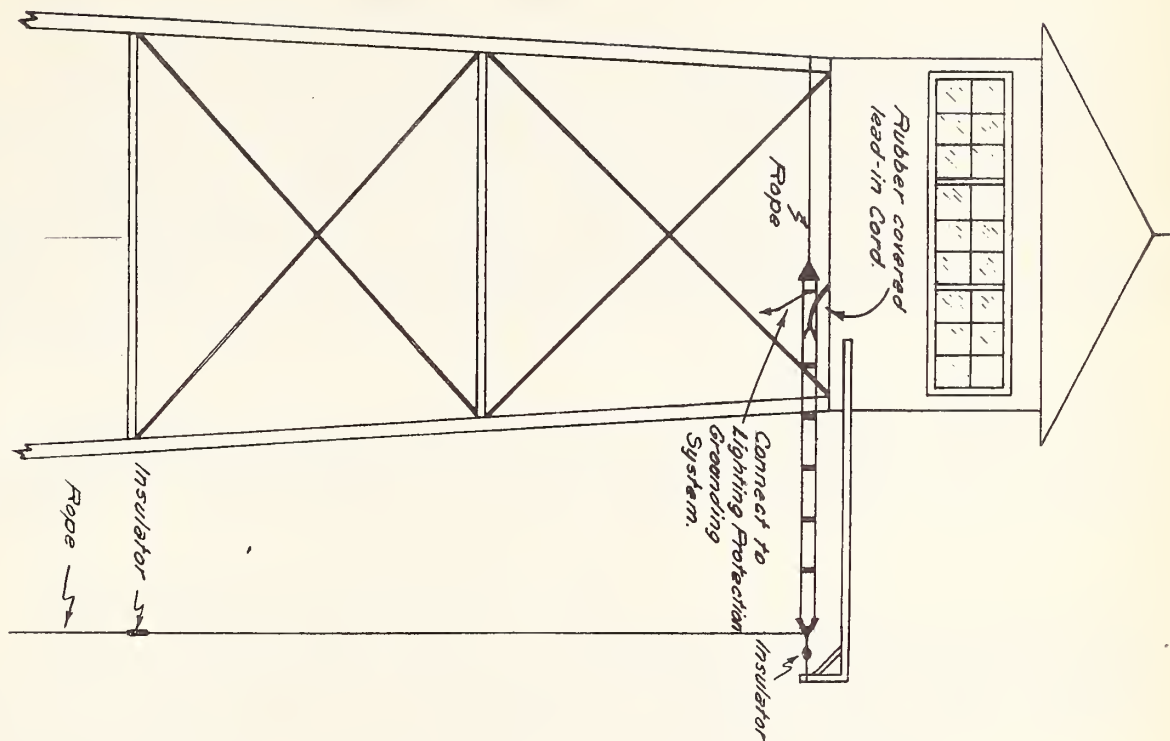 Rubber covered
lead-in Cord.
Rope
Connect to
Lighting Protection
Grounding
System.
Insulator
Insulator
Rope